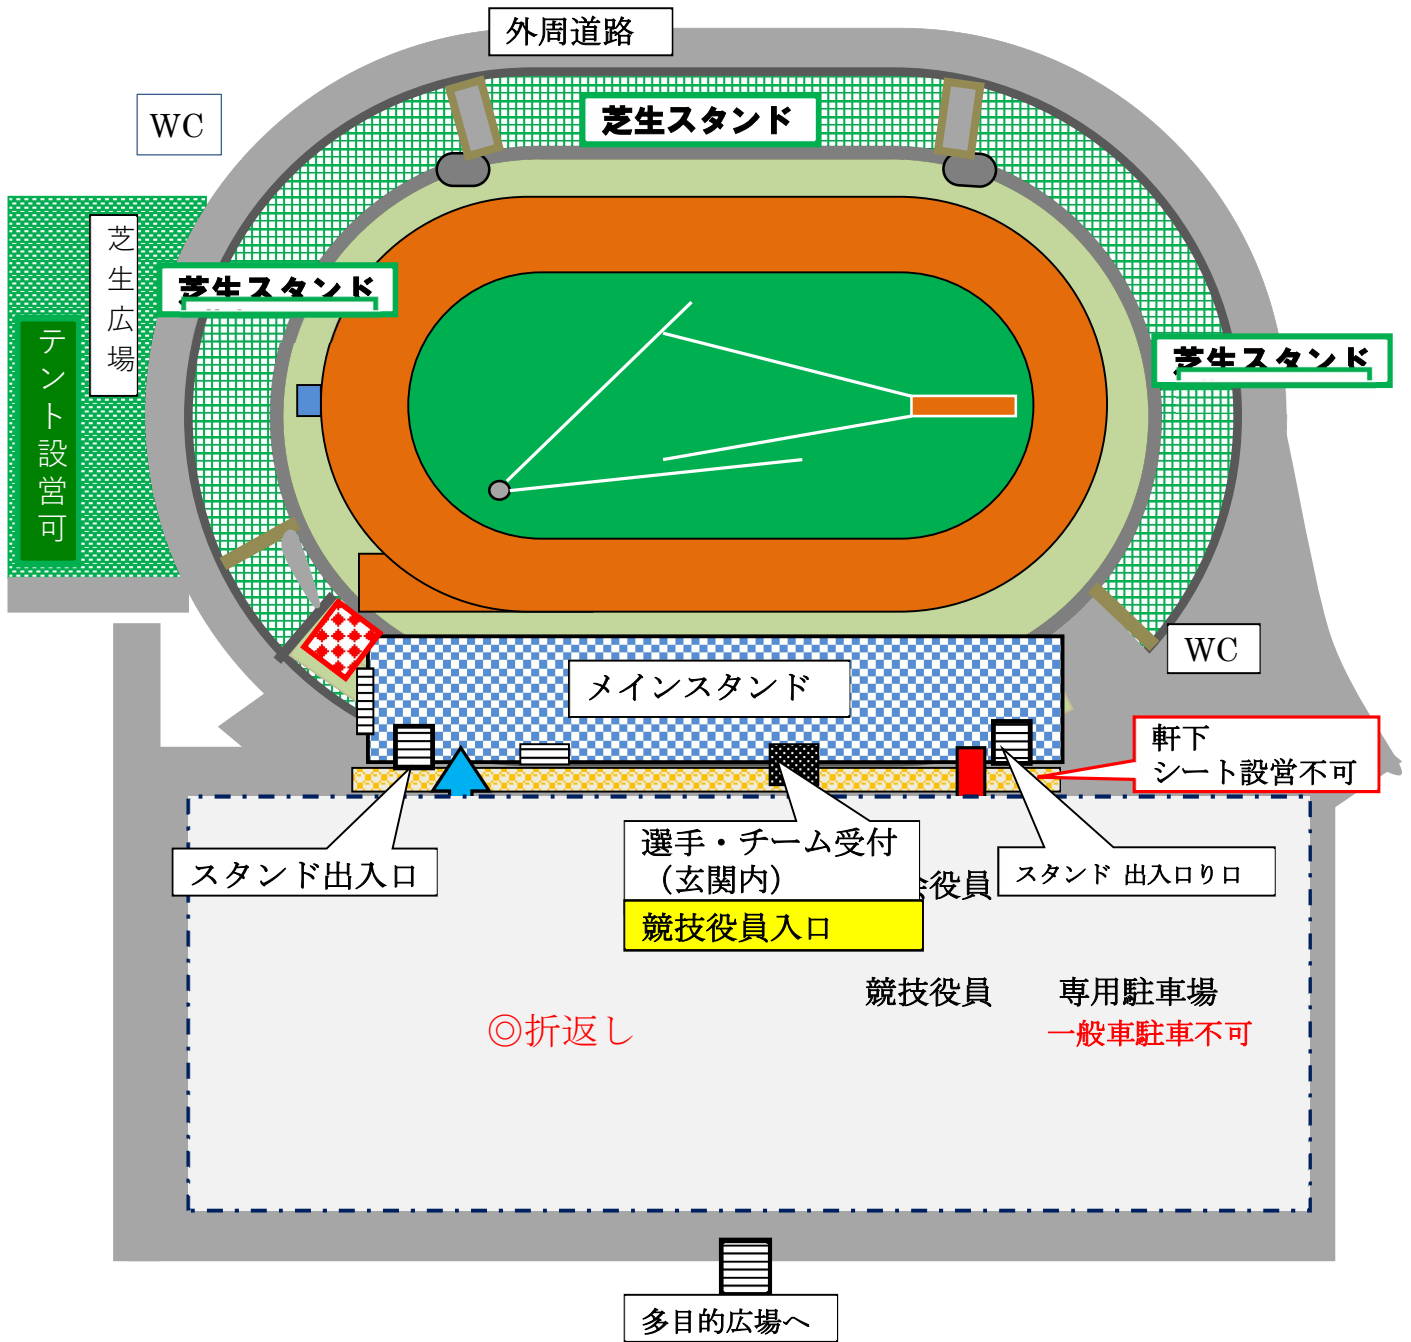 外周道路
WC
芝生スタンド
芝生広場
芝生スタンド
テント設営可
芝生スタンド
WC
メインスタンド
軒下
シート設営不可
選手・チーム受付
（玄関内）
スタンド出入口
スタンド 出入口り口
役員
競技役員入口
競技役員 専用駐車場
◎折返し
一般車駐車不可
多目的広場へ